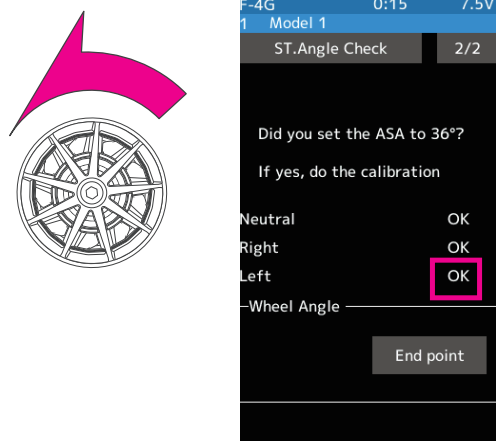 F-4G 0:15 7.5V
1 Model 1
ST.Angle Check 2/2
Did you set the ASA to 36°?
If yes, do the calibration
Neutral OK
Right OK
Left OK
Wheel Angle
End point